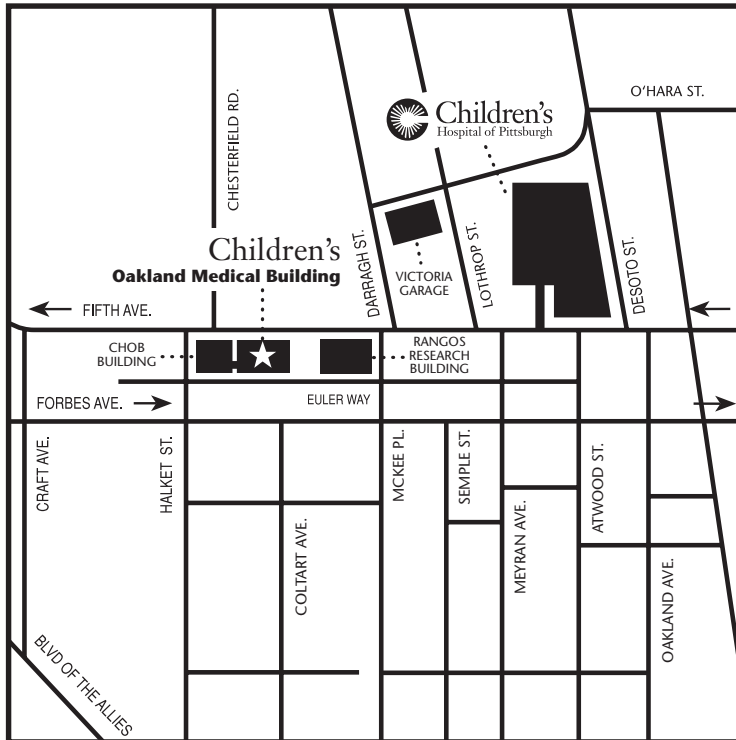 O'HARA ST.
Children's
Hospital of Pittsburgh
CHESTERFIELD RD.
Children's
Oakland Medical Building
DARRAGH ST.
VICTORIA
GARAGE
LOTHROP ST.
DESOTO ST.
FIFTH AVE.
CHOB
BUILDING
RANGOS
RESEARCH
BUILDING
FORBES AVE.
EULER WAY
CRAFT AVE.
HALKET ST.
COLTART AVE.
MCKEE PL.
SEMPLE ST.
MEYRAN AVE.
ATWOOD ST.
OAKLAND AVE.
BLVD OF THE ALLIES